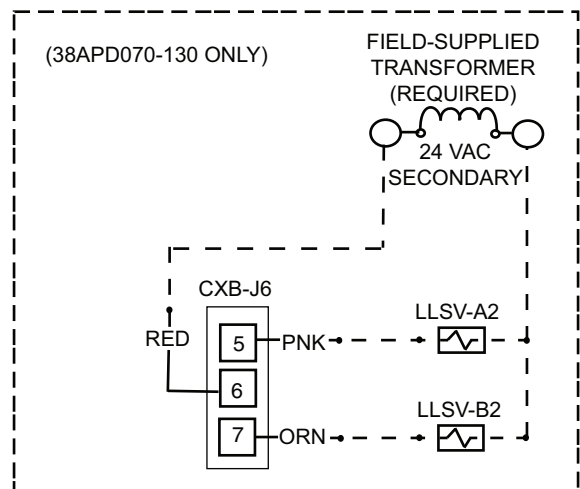 (38APD070-130 ONLY)
FIELD-SUPPLIED
TRANSFORMER
(REQUIRED)
24 VAC
SECONDARY
CXB-J6
RED
5
PNK
LLSV-A2
6
7
ORN
LLSV-B2